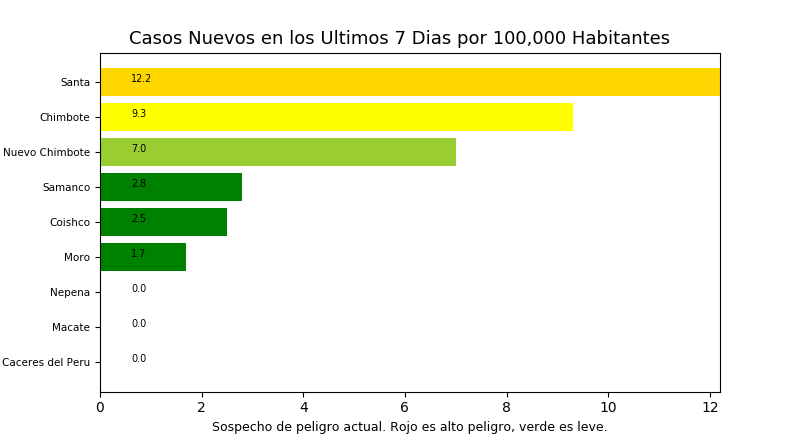 Casos Nuevos en los Ultimos 7 Dias por 100,000 Habitantes
Santa 12.2
Chimbote 9.3
Nuevo Chimbote 7.0
Samanco 2.8
Coishco 2.5
Moro 1.7
Nepena 0.0
Macate 0.0
Caceres del Peru 0.0
0 2 4 6 8 10 12
Sospecho de peligro actual. Rojo es alto peligro, verde es leve.